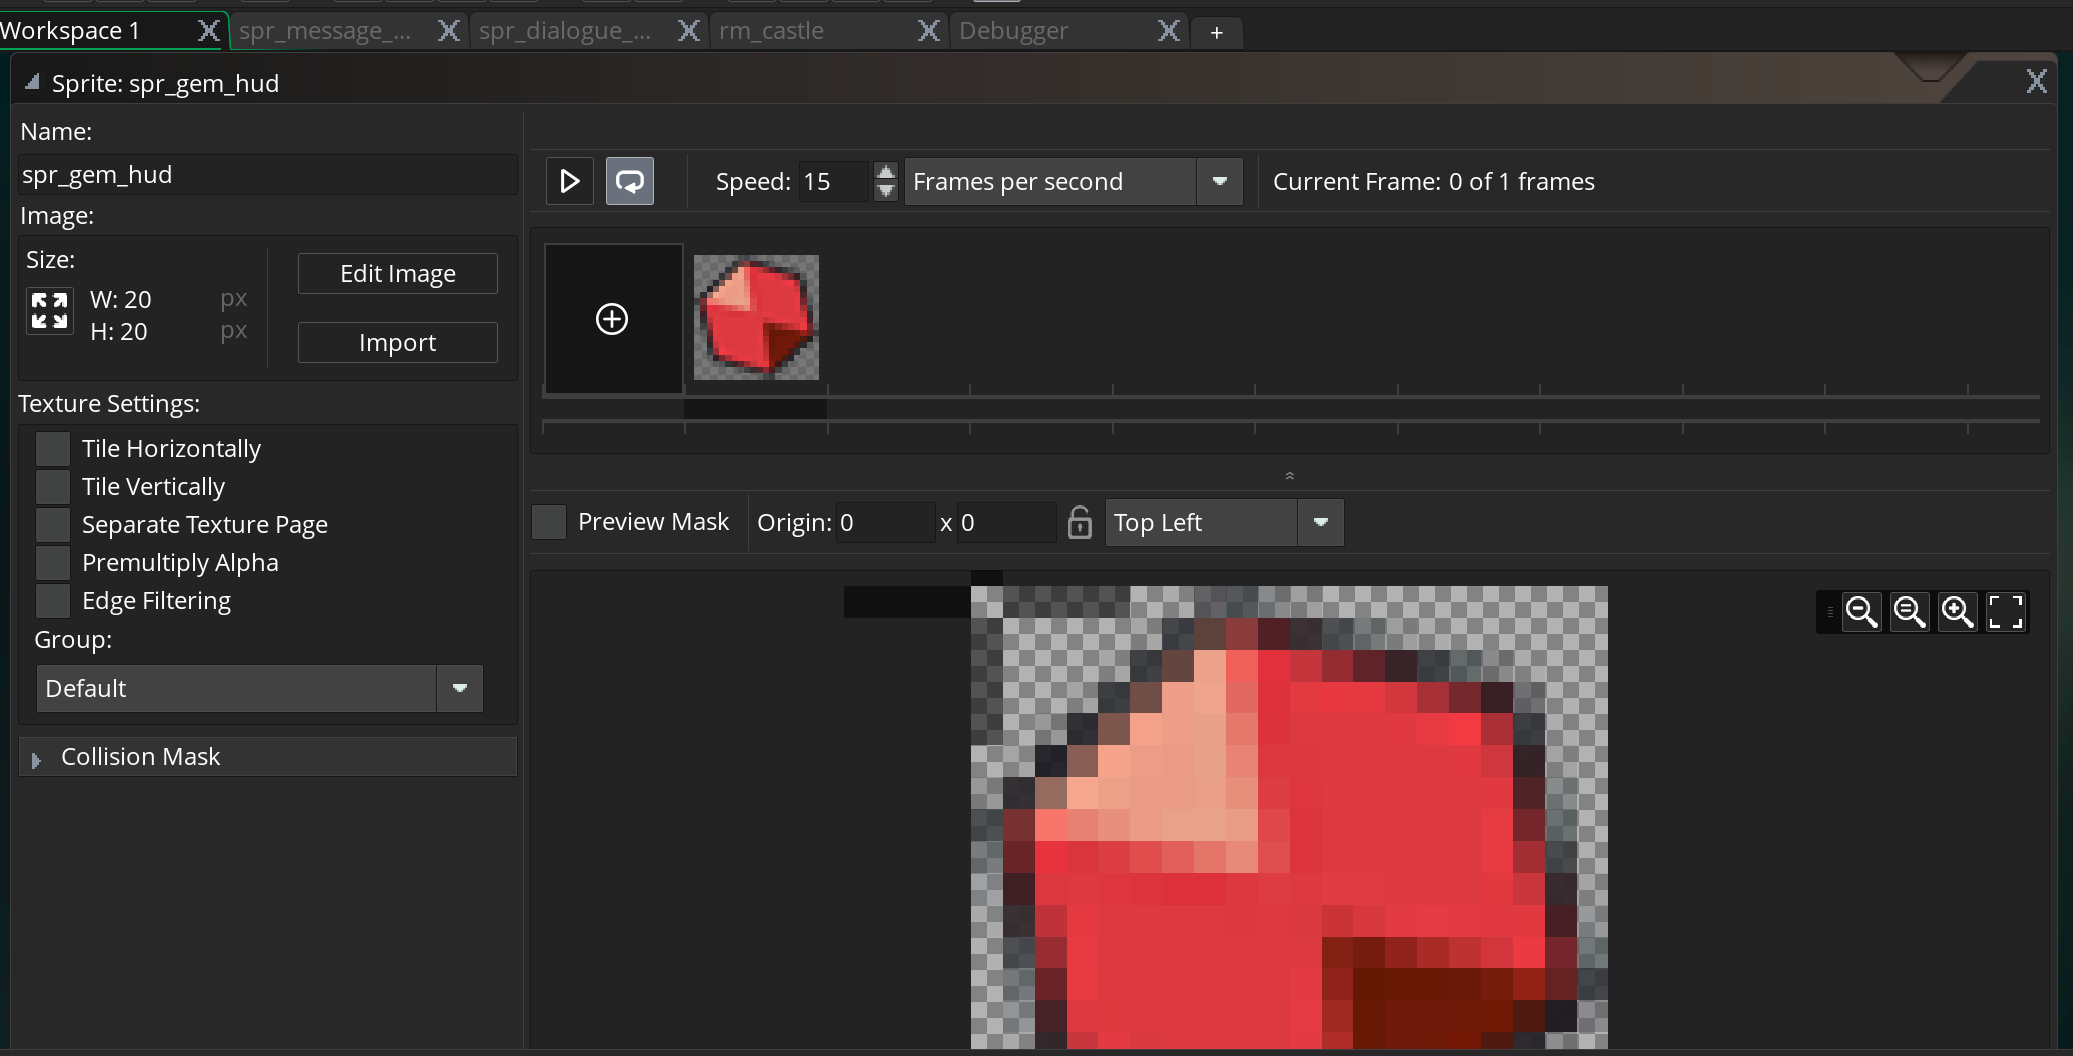 Workspace 1 X spr_message_... X spr_dialogue_... X rm_castle X Debugger X +
Sprite: spr_gem_hud X
Name:
spr_gem_hud
Image:
Size:
W: 20 px
H: 20 px
Edit Image
Import
Texture Settings:
Tile Horizontally
Tile Vertically
Separate Texture Page
Premultiply Alpha
Edge Filtering
Group:
Default
Collision Mask
Speed: 15 Frames per second Current Frame: 0 of 1 frames
Preview Mask Origin: 0 x 0 Top Left